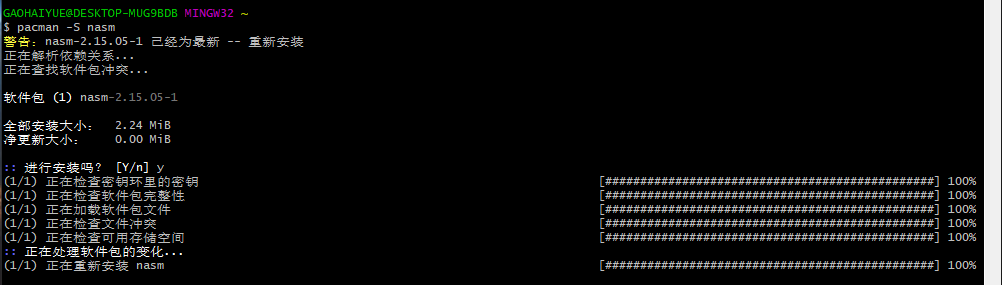 GAOHAIYUE@DESKTOP-MUG9BDB MINGW32 ~
$ pacman -S nasm
警告：nasm-2.15.05-1 己经为最新 -- 重新安装
正在解析依赖关系...
正在查找软件包冲突...
软件包 (1) nasm-2.15.05-1
全部安装大小： 2.24 MiB
净更新大小： 0.00 MiB
:: 进行安装吗？ [Y/n] y
(1/1) 正在检查密钥环里的密钥 [###############################################] 100%
(1/1) 正在检查软件包完整性 [###############################################] 100%
(1/1) 正在加载软件包文件 [###############################################] 100%
(1/1) 正在检查文件冲突 [###############################################] 100%
(1/1) 正在检查可用存储空间 [###############################################] 100%
:: 正在处理软件包的变化...
(1/1) 正在重新安装 nasm [###############################################] 100%